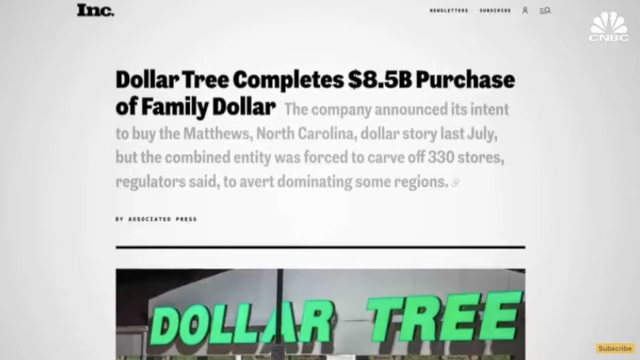 Inc.
NEWSLETTERS SUBSCRIBE
CNBC
Dollar Tree Completes $8.5B Purchase
of Family Dollar The company announced its intent
to buy the Matthews, North Carolina, dollar story last July,
but the combined entity was forced to carve off 330 stores,
regulators said, to avert dominating some regions.
BY ASSOCIATED PRESS
DOLLAR TREE
Subscribe